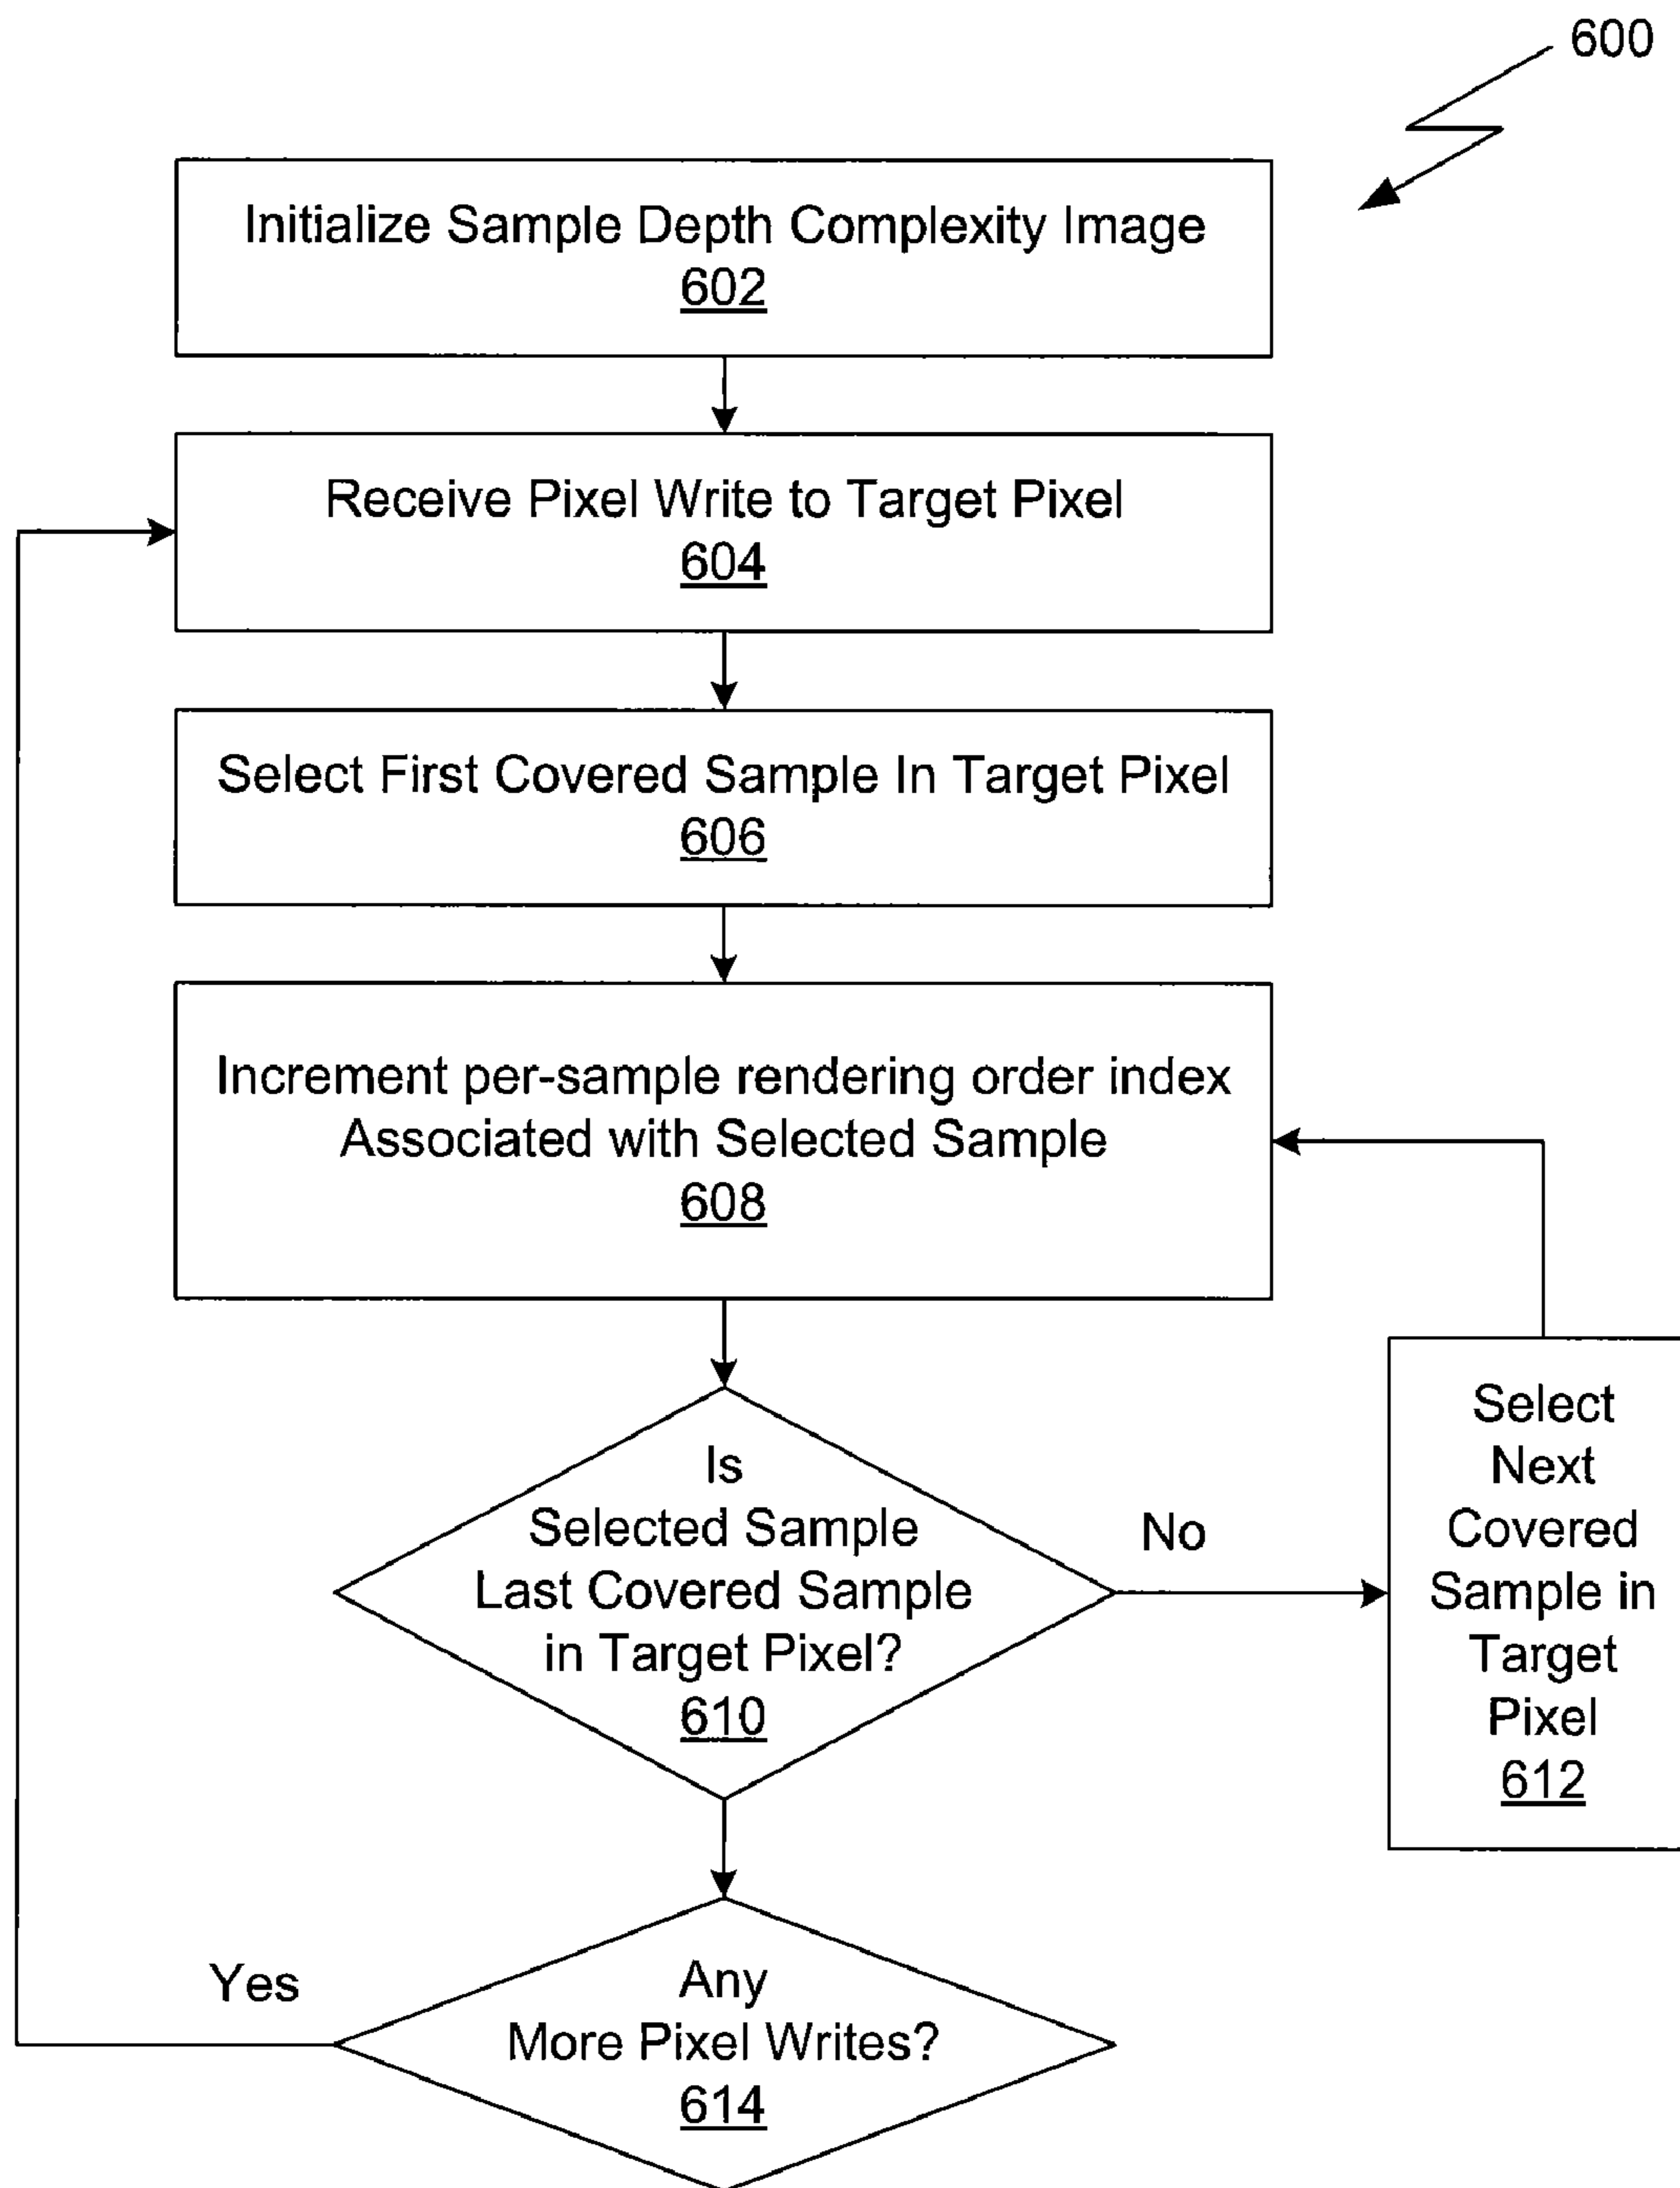 600
Initialize Sample Depth Complexity Image
602
Receive Pixel Write to Target Pixel
604
Select First Covered Sample In Target Pixel
606
Increment per-sample rendering order index
Associated with Selected Sample
608
Is
Selected Sample
Last Covered Sample
in Target Pixel?
610
No
Select
Next
Covered
Sample in
Target
Pixel
612
Yes
Any
More Pixel Writes?
614